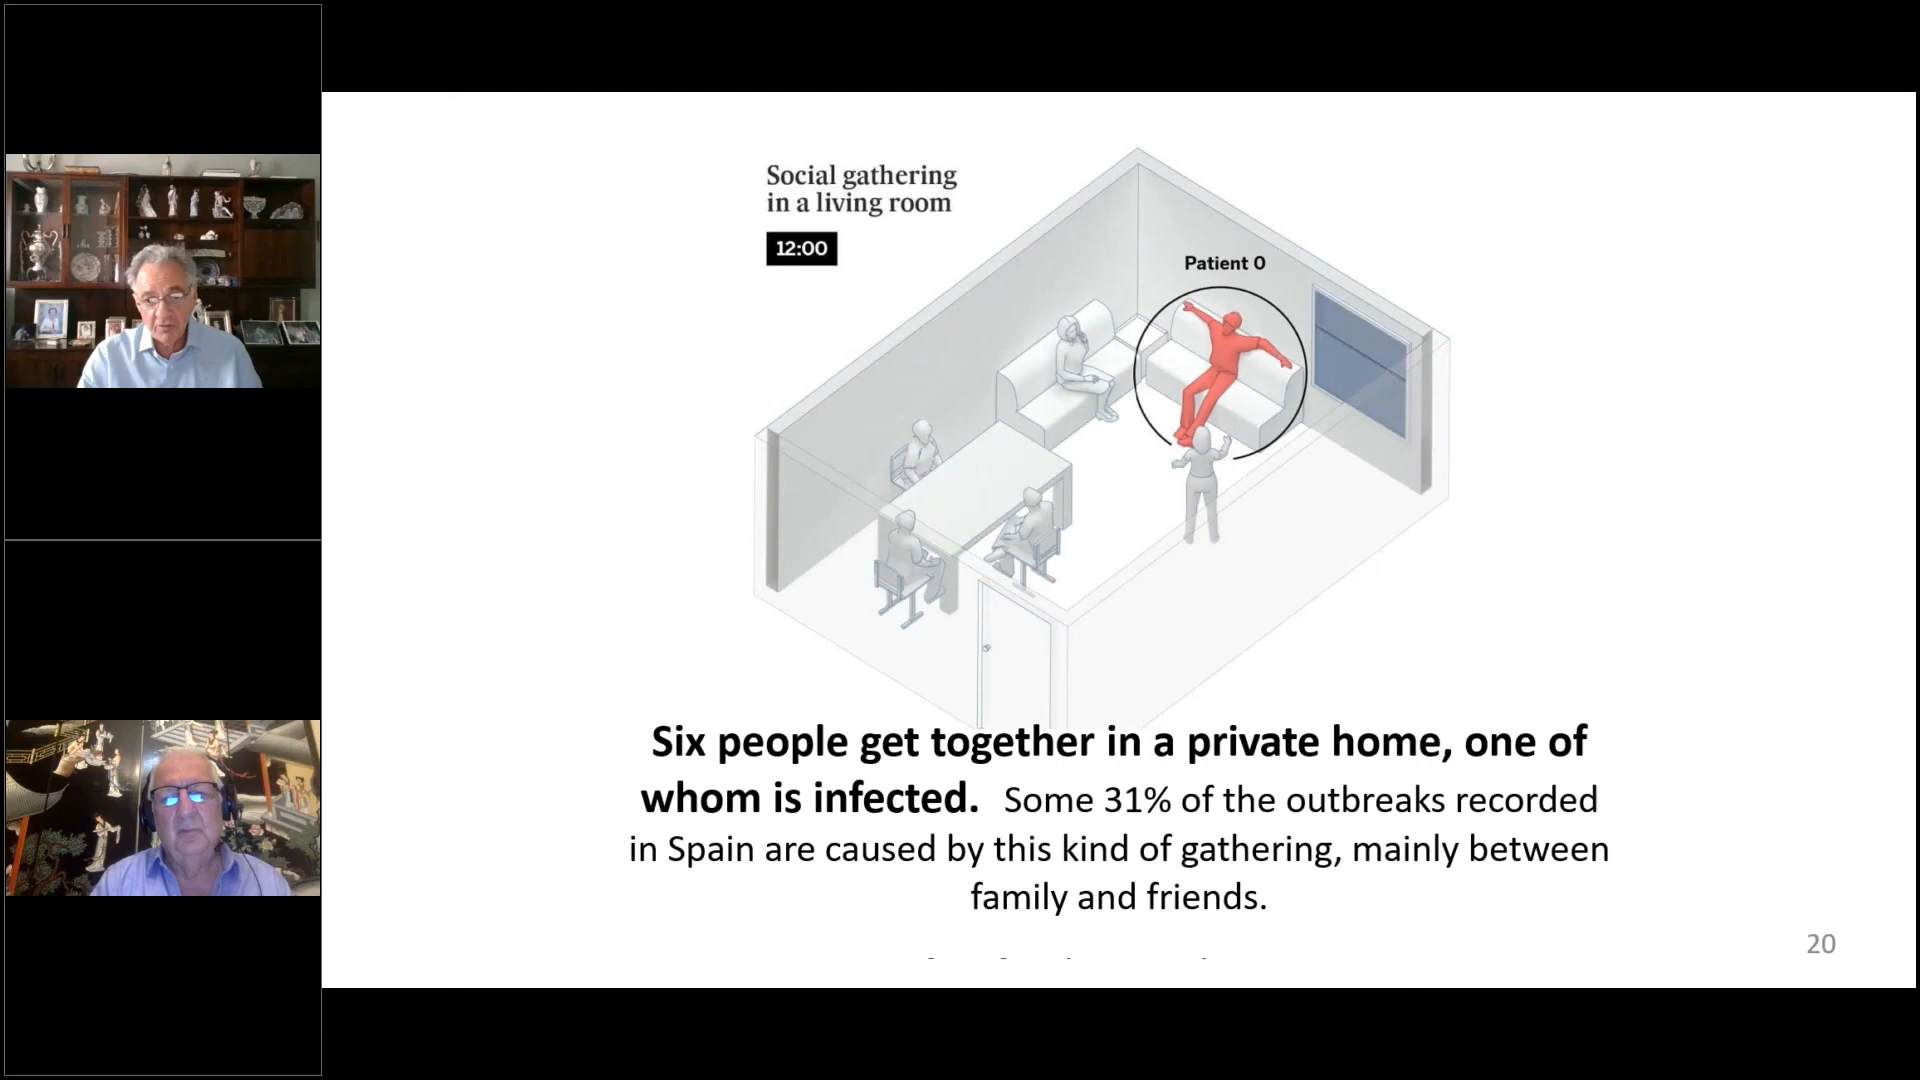 Social gathering
in a living room
12:00
Patient 0
Six people get together in a private home, one of
whom is infected. Some 31% of the outbreaks recorded
in Spain are caused by this kind of gathering, mainly between
family and friends.
20